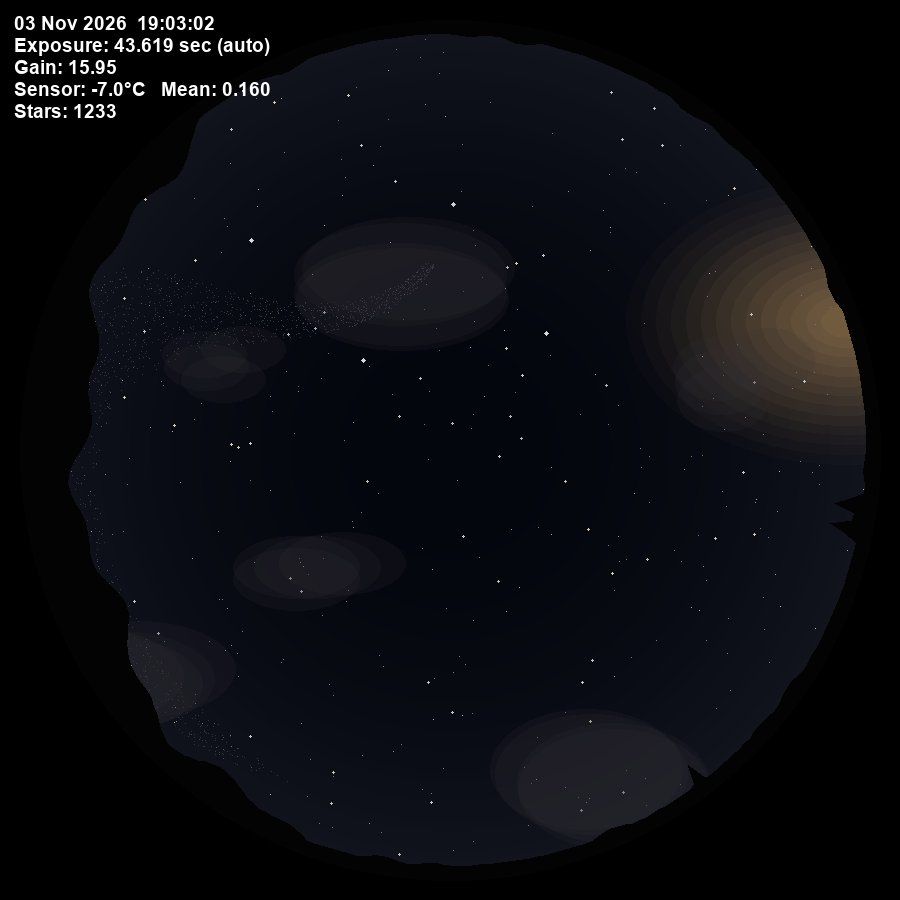 03 Nov 2026  19:03:02
Exposure: 43.619 sec (auto)
Gain: 15.95
Sensor: -7.0°C   Mean: 0.160
Stars: 1233